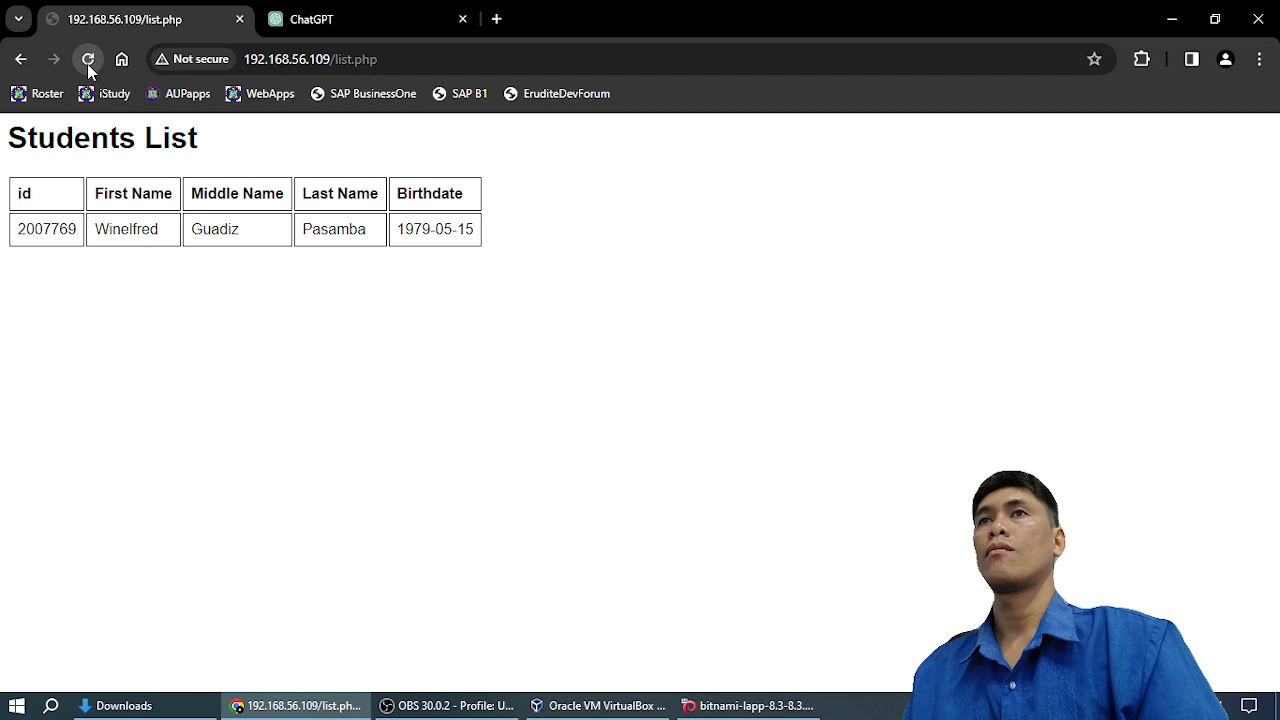 192.168.56.109/list.php
ChatGPT
Not secure
192.168.56.109/list.php
Roster
iStudy
AUPapps
WebApps
SAP BusinessOne
SAP B1
EruditeDevForum
Students List
id First Name Middle Name Last Name Birthdate
2007769 Winelfred Guadiz Pasamba 1979-05-15
Downloads
192.168.56.109/list.ph...
OBS 30.0.2 - Profile: U...
Oracle VM VirtualBox ...
bitnami-lapp-8.3-8.3....